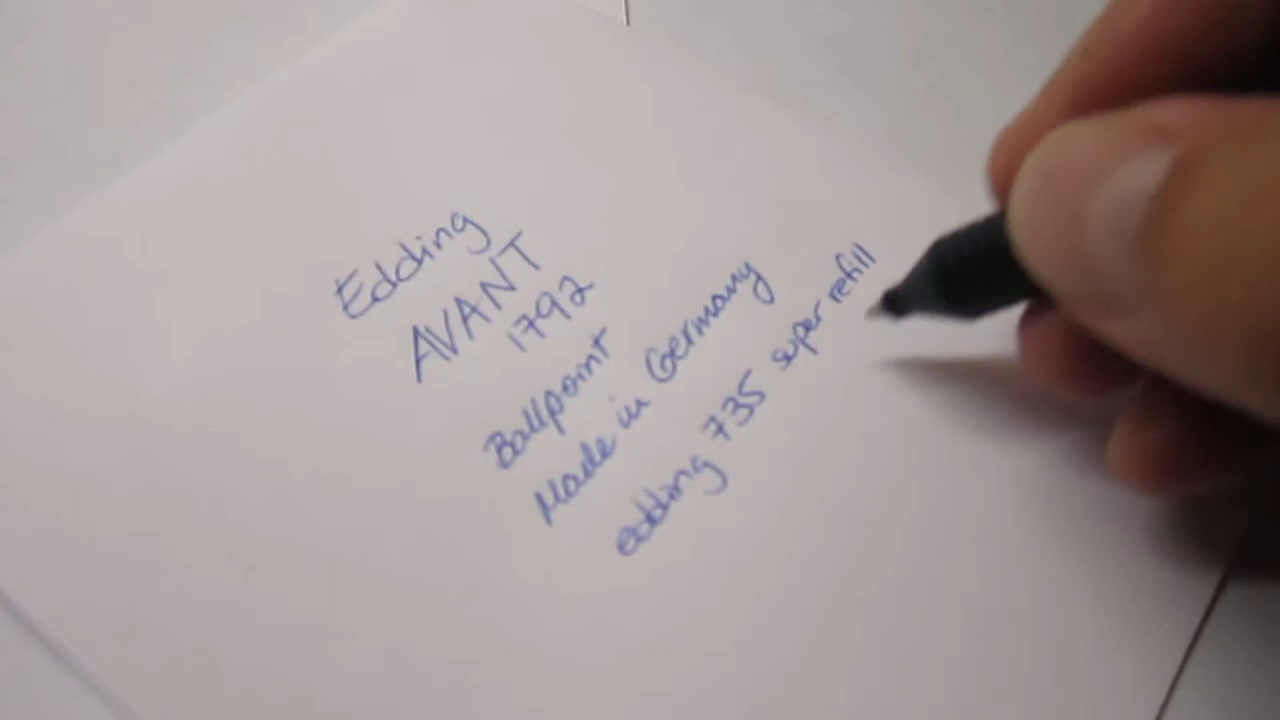 Edding
AVANT
1792
Ballpoint
Made in Germany
edding 735 super refill